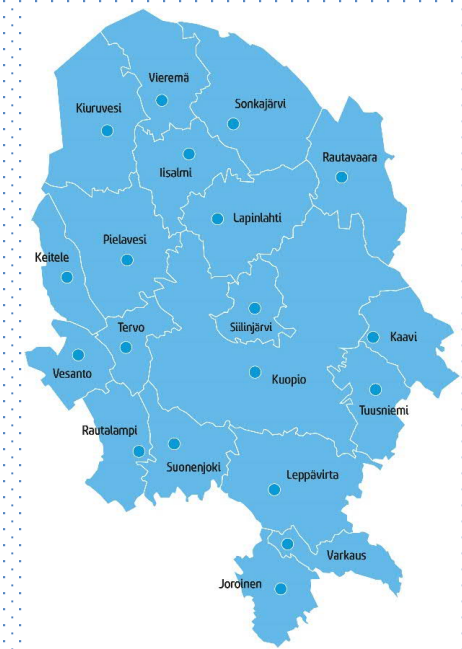 Vieremä
Kiuruvesi
Sonkajärvi
Iisalmi
Rautavaara
Lapinlahti
Pielavesi
Keitele
Siilinjärvi
Tervo
Kaavi
Vesanto
Kuopio
Tuusniemi
Rautalampi
Suonenjoki
Leppävirta
Varkaus
Joroinen